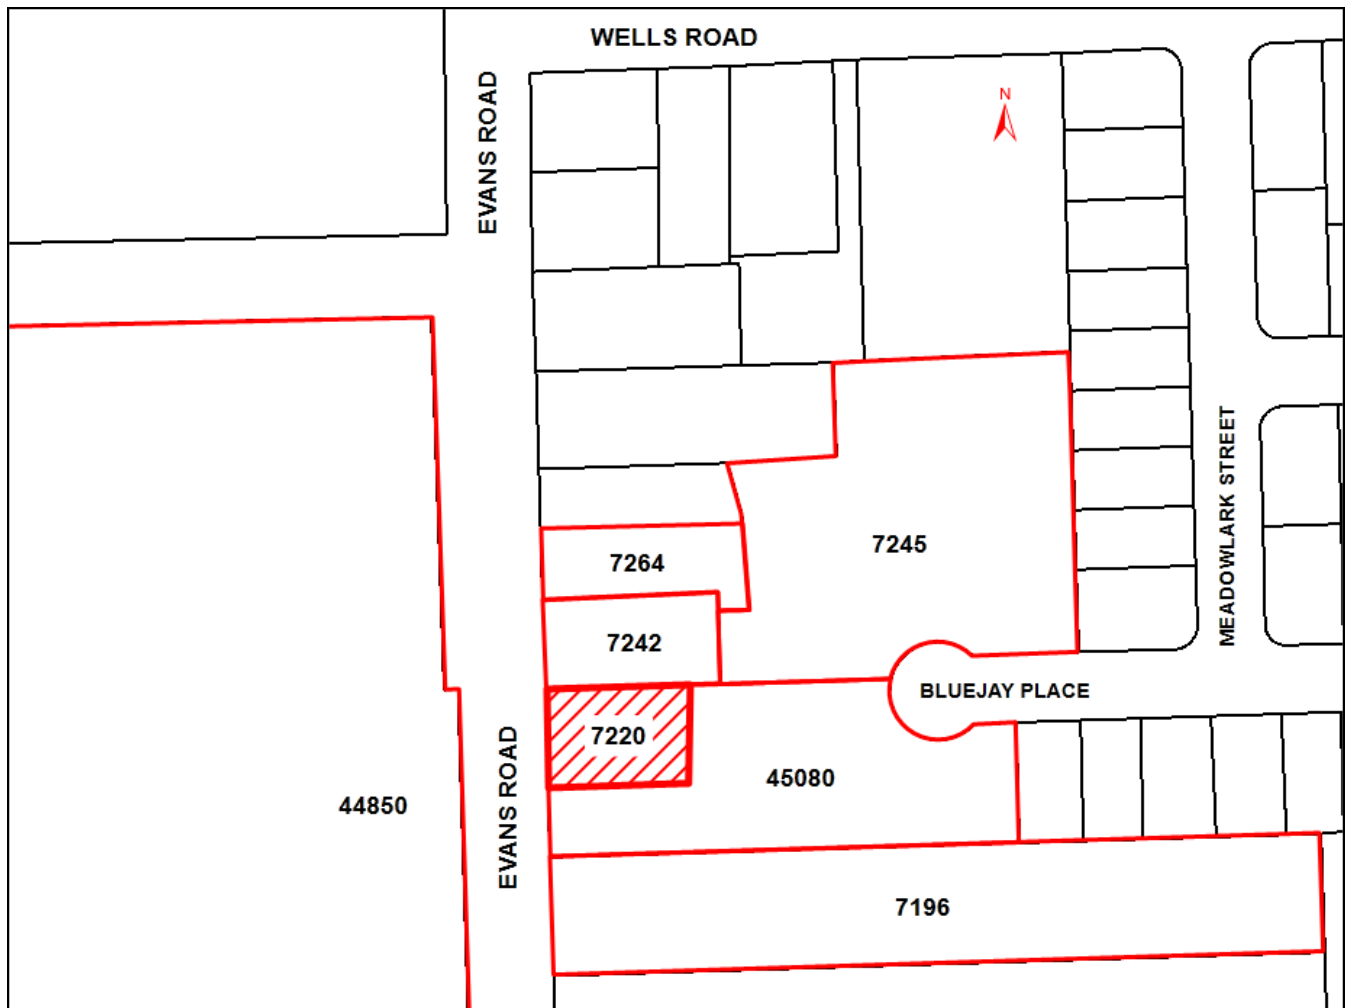 WELLS ROAD
EVANS ROAD
N
MEADOWLARK STREET
7245
7264
7242
BLUEJAY PLACE
7220
EVANS ROAD
45080
44850
7196